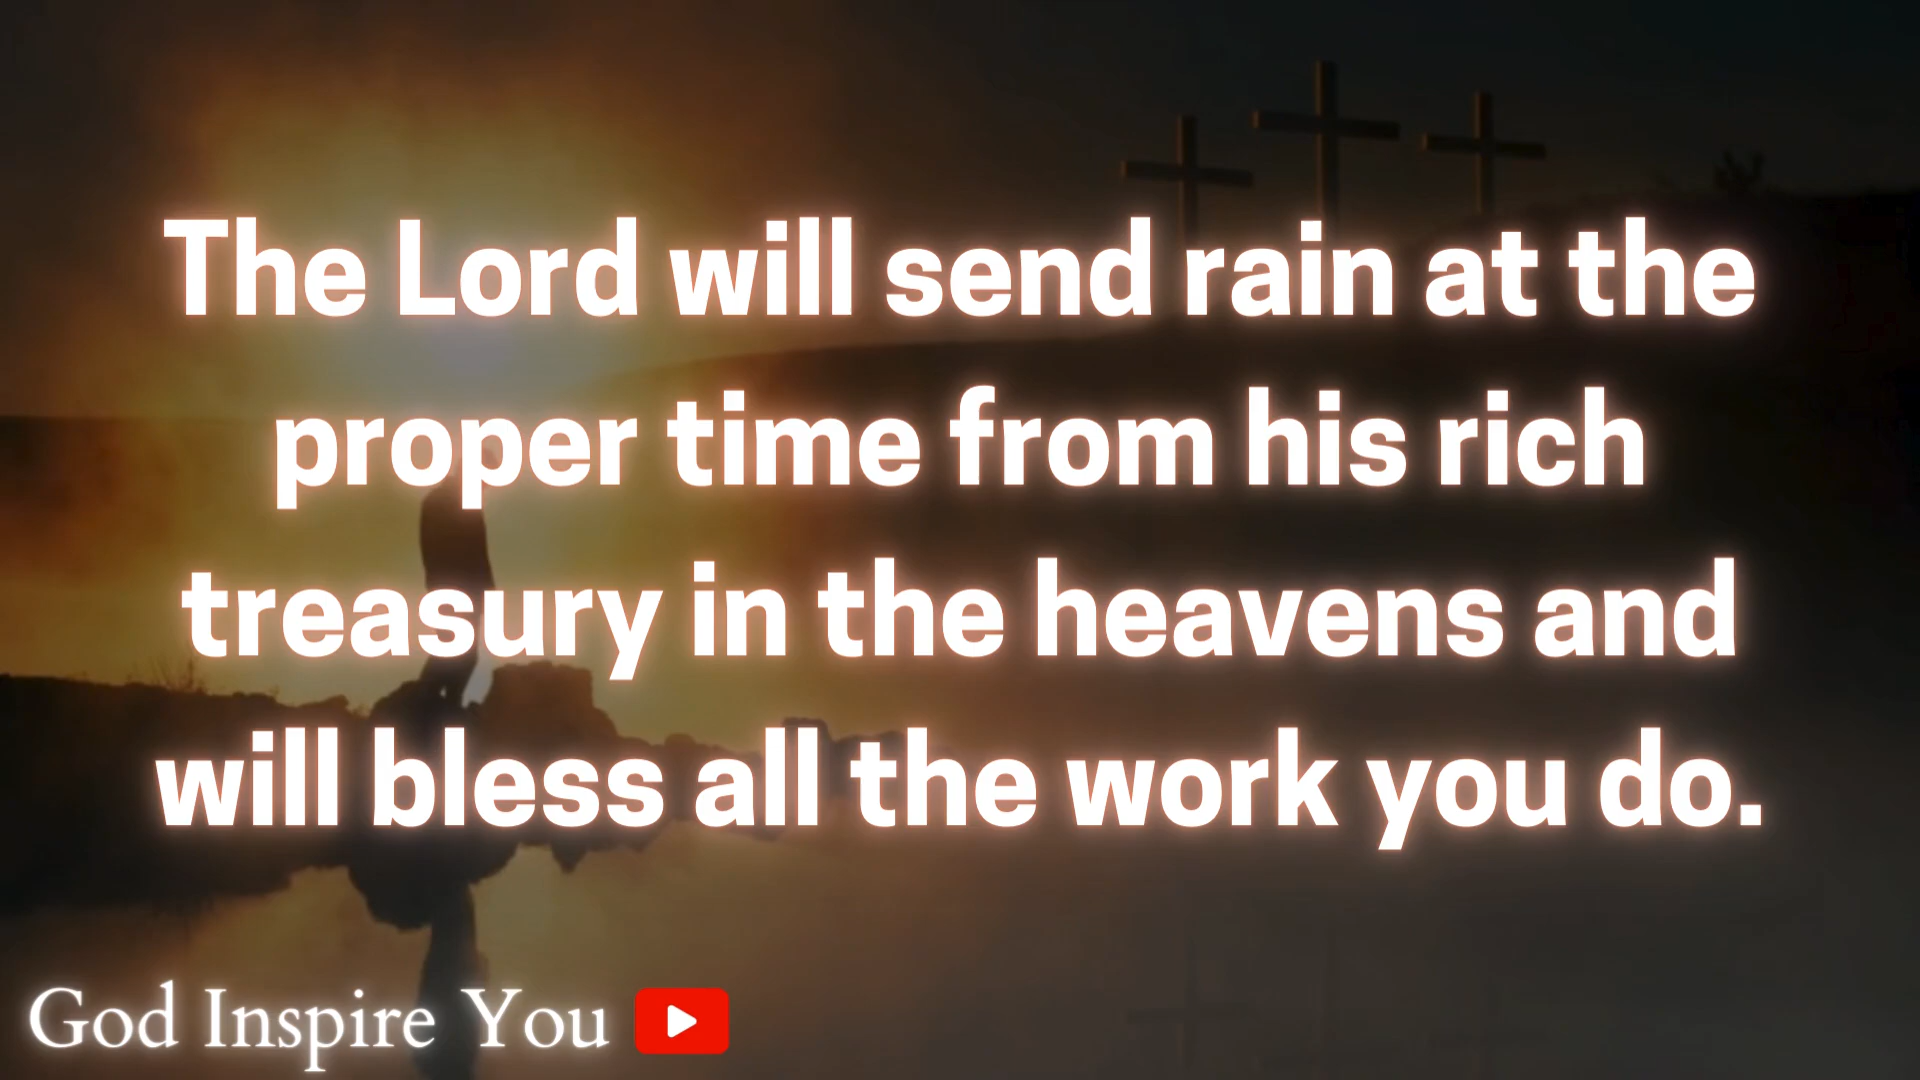 The Lord will send rain at the
proper time from his rich
treasury in the heavens and
will bless all the work you do.
God Inspire You